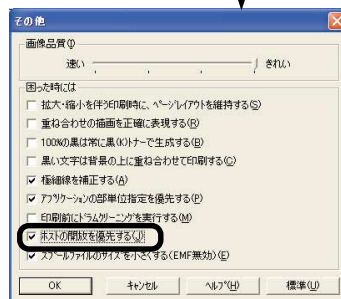 その他
画像品質(I)
速い
きれい
困った時には
拡大・縮小を伴う印刷時に、ページレイアウトを維持する(S)
重ね合わせの描画を正確に表現する(R)
100%の黒は常に黒(K)トナーで生成する(B)
黒い文字は背景の上に重ね合わせて印刷する(C)
極細線を補正する(A)
アプリケーションの部単位指定を優先する(P)
印刷前にドラムクリーニングを実行する(M)
ホストの開放を優先する(J)
スプールファイルのサイズを小さくする(EMF無効)(E)
OK
キャンセル
ヘルプ(H)
標準(U)